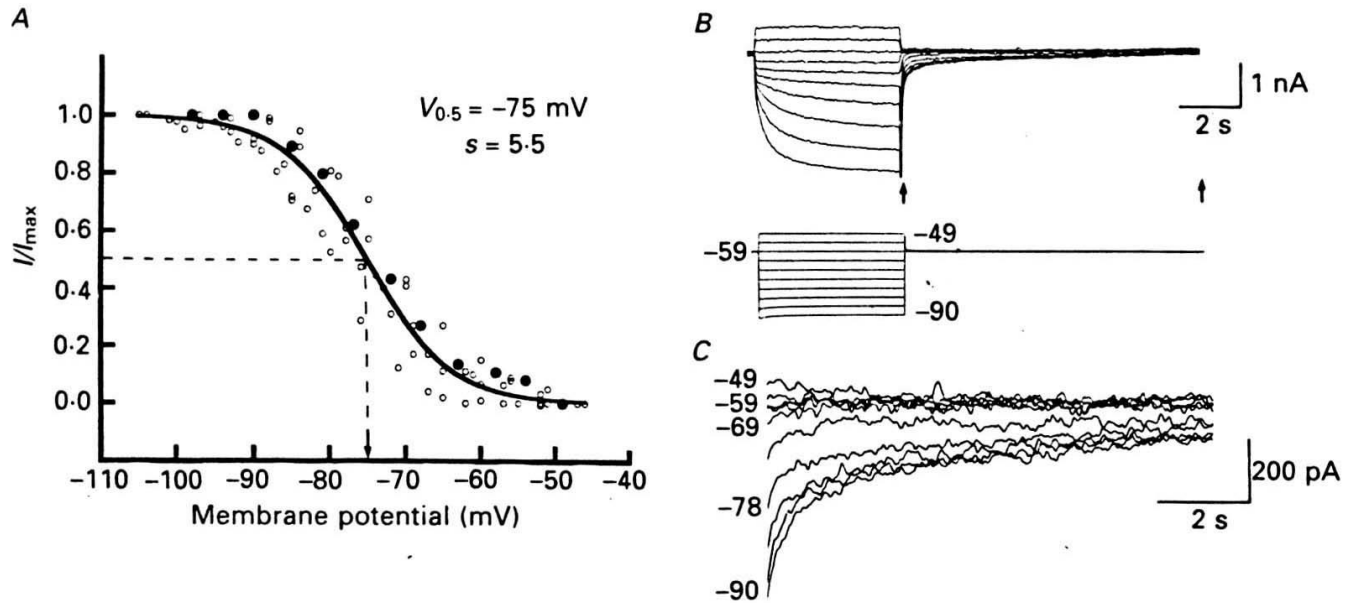 A
1.0
0·8
0·6
0·4
0·2
0·0
I/Imax
V0·5 = −75 mV
s = 5·5
−110 −100 −90 −80 −70 −60 −50 −40
Membrane potential (mV)
B
1 nA
2 s
−59
−49
−90
C
−49
−59
−69
−78
−90
200 pA
2 s